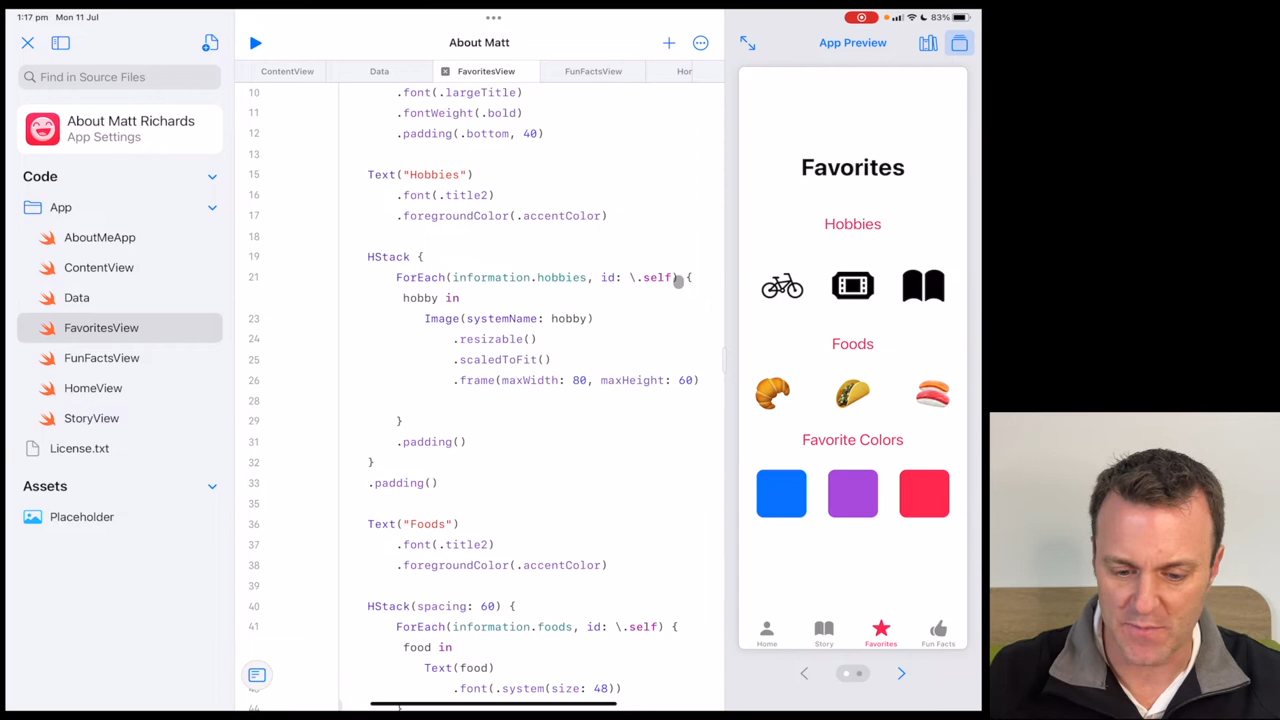 1:17 pm Mon 11 Jul
83%
About Matt
App Preview
Find in Source Files
ContentView
Data
FavoritesView
FunFactsView
Hor
About Matt Richards
App Settings
Code
App
AboutMeApp
ContentView
Data
FavoritesView
FunFactsView
HomeView
StoryView
License.txt
Assets
Placeholder
10 .font(.largeTitle)
11 .fontWeight(.bold)
12 .padding(.bottom, 40)
13
15 Text("Hobbies")
16 .font(.title2)
17 .foregroundColor(.accentColor)
18
19 HStack {
21 ForEach(information.hobbies, id: \.self) {
hobby in
23 Image(systemName: hobby)
24 .resizable()
25 .scaledToFit()
26 .frame(maxWidth: 80, maxHeight: 60)
28
29 }
31 .padding()
32 }
33 .padding()
35
36 Text("Foods")
37 .font(.title2)
38 .foregroundColor(.accentColor)
39
40 HStack(spacing: 60) {
41 ForEach(information.foods, id: \.self) {
food in
Text(food)
.font(.system(size: 48))
Favorites
Hobbies
Foods
Favorite Colors
Home
Story
Favorites
Fun Facts